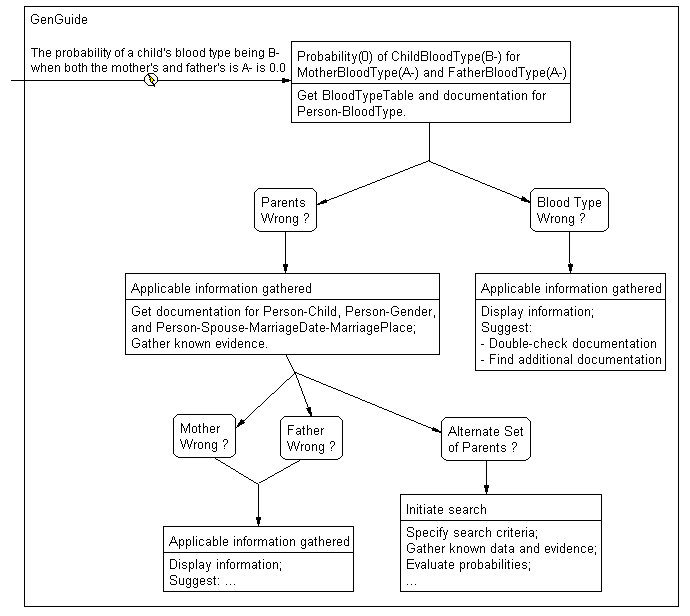 GenGuide
The probability of a child's blood type being B-
when both the mother's and father's is A- is 0.0
Probability(0) of ChildBloodType(B-) for
MotherBloodType(A-) and FatherBloodType(A-)
Get BloodTypeTable and documentation for
Person-BloodType.
Parents
Wrong ?
Blood Type
Wrong ?
Applicable information gathered
Get documentation for Person-Child, Person-Gender,
and Person-Spouse-MarriageDate-MarriagePlace;
Gather known evidence.
Applicable information gathered
Display information;
Suggest:
- Double-check documentation
- Find additional documentation
Mother
Wrong ?
Father
Wrong ?
Alternate Set
of Parents ?
Applicable information gathered
Display information;
Suggest: ...
Initiate search
Specify search criteria;
Gather known data and evidence;
Evaluate probabilities;
...